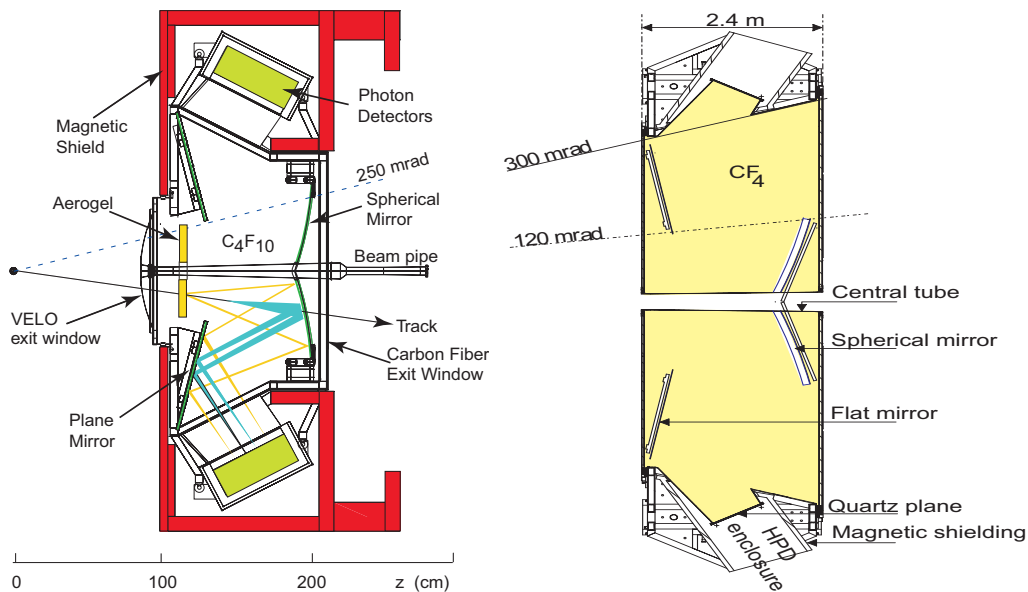 Magnetic
Shield
Photon
Detectors
250 mrad
Aerogel
Spherical
Mirror
C4F10
Beam pipe
VELO
exit window
Track
Carbon Fiber
Exit Window
Plane
Mirror
0
100
200
z (cm)
2.4 m
300 mrad
CF4
120 mrad
Central tube
Spherical mirror
Flat mirror
Quartz plane
Magnetic shielding
HPD
enclosure